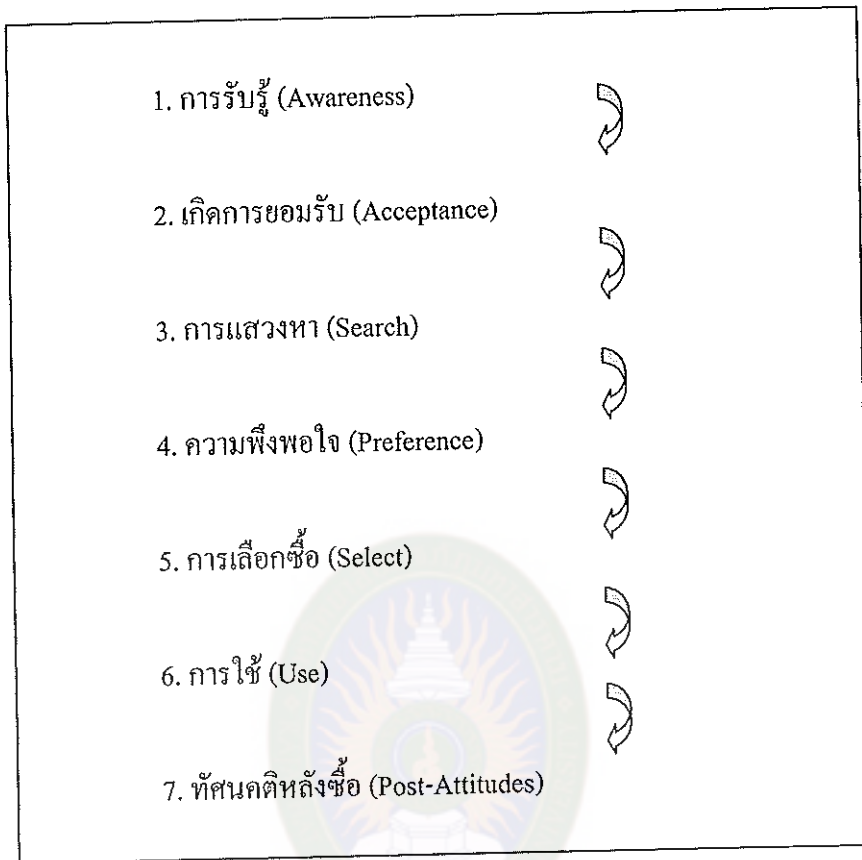 1. การรับรู้ (Awareness)
2. เกิดการยอมรับ (Acceptance)
3. การแสวงหา (Search)
4. ความพึงพอใจ (Preference)
5. การเลือกซื้อ (Select)
6. การใช้ (Use)
7. ทัศนคติหลังซื้อ (Post-Attitudes)